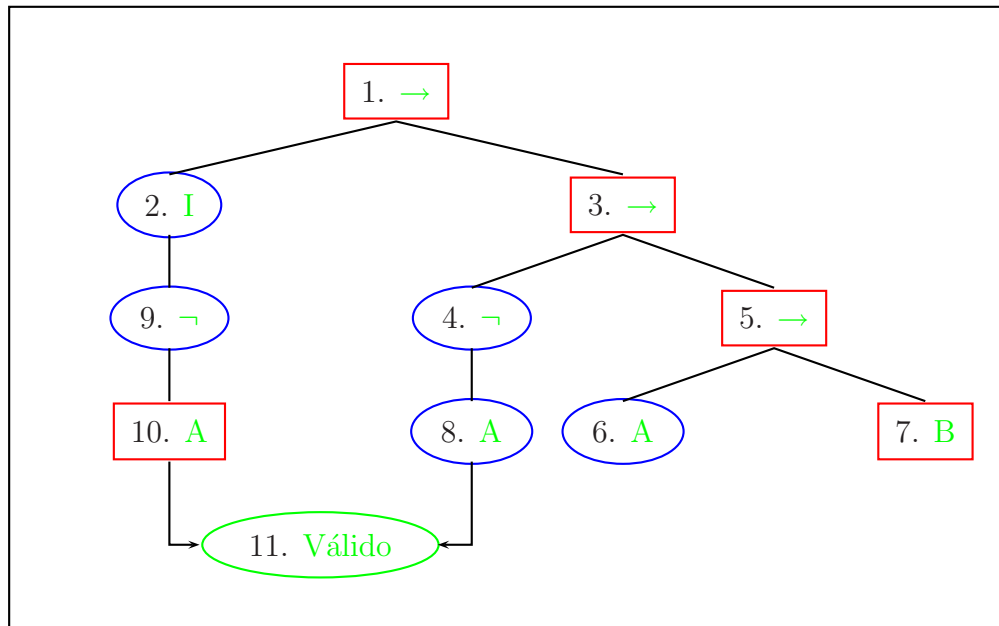 1. →
2. I
3. →
9. ¬
4. ¬
5. →
10. A
8. A
6. A
7. B
11. Válido